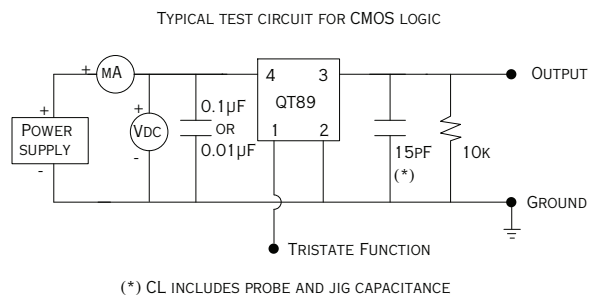 TYPICAL TEST CIRCUIT FOR CMOS LOGIC
+
MA
4
3
OUTPUT
QT89
+
POWER
SUPPLY
-
+
VDC
-
0.1µF
OR
0.01µF
1
2
15PF
(*)
10K
GROUND
TRISTATE FUNCTION
(*) CL INCLUDES PROBE AND JIG CAPACITANCE